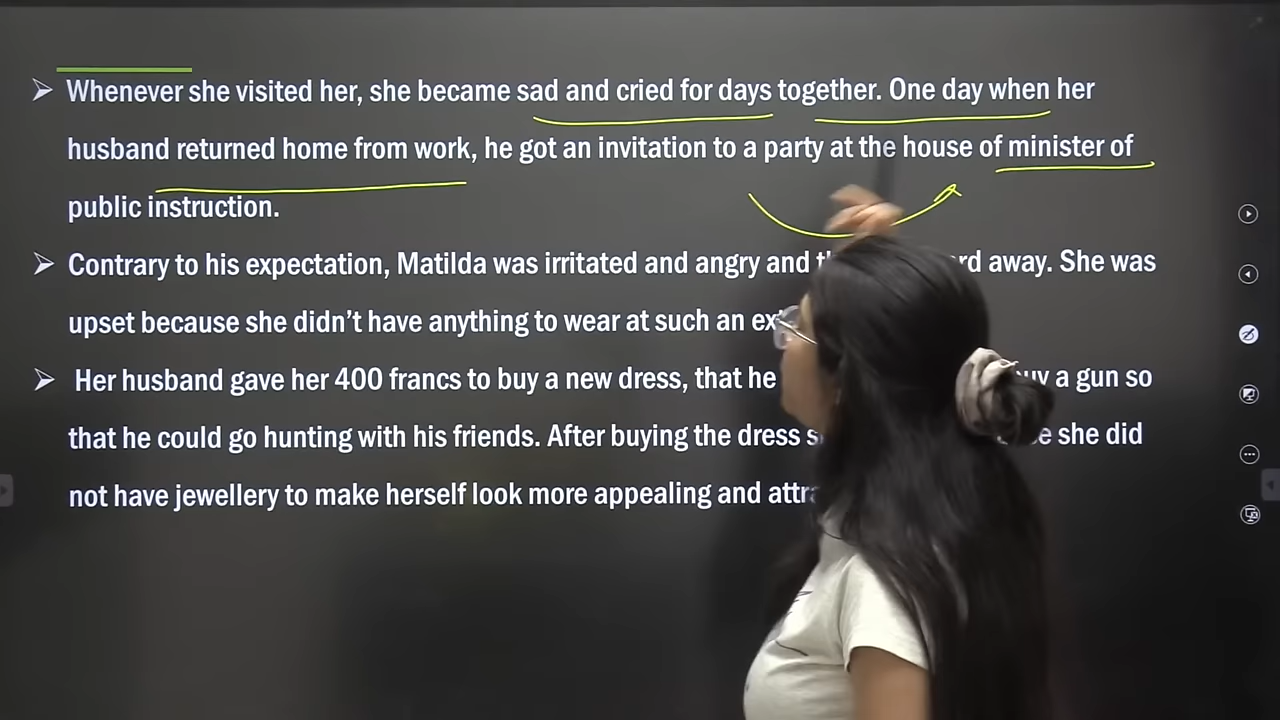 Whenever she visited her, she became sad and cried for days together. One day when her
husband returned home from work, he got an invitation to a party at the house of minister of
public instruction.
Contrary to his expectation, Matilda was irritated and angry and away. She was
upset because she didn't have anything to wear at such an
Her husband gave her 400 francs to buy a new dress, that he a gun so
that he could go hunting with his friends. After buying the dress she did
not have jewellery to make herself look more appealing and